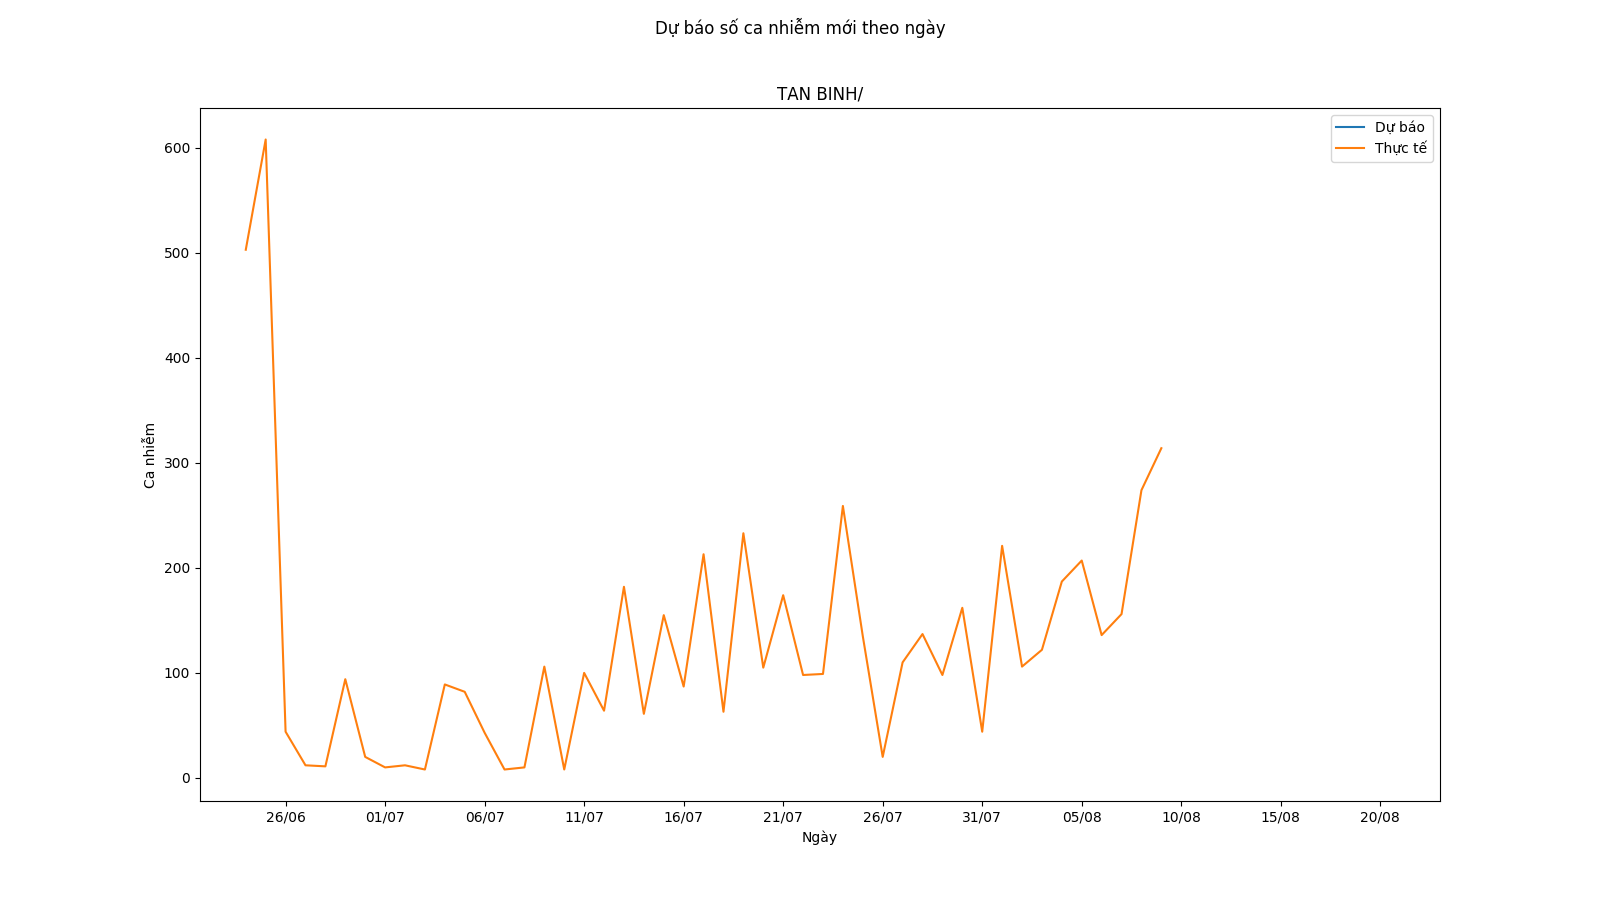 Dự báo số ca nhiễm mới theo ngày
TAN BINH/
Dự báo
Thực tế
600
500
400
300
200
100
0
Ca nhiễm
26/06 01/07 06/07 11/07 16/07 21/07 26/07 31/07 05/08 10/08 15/08 20/08
Ngày